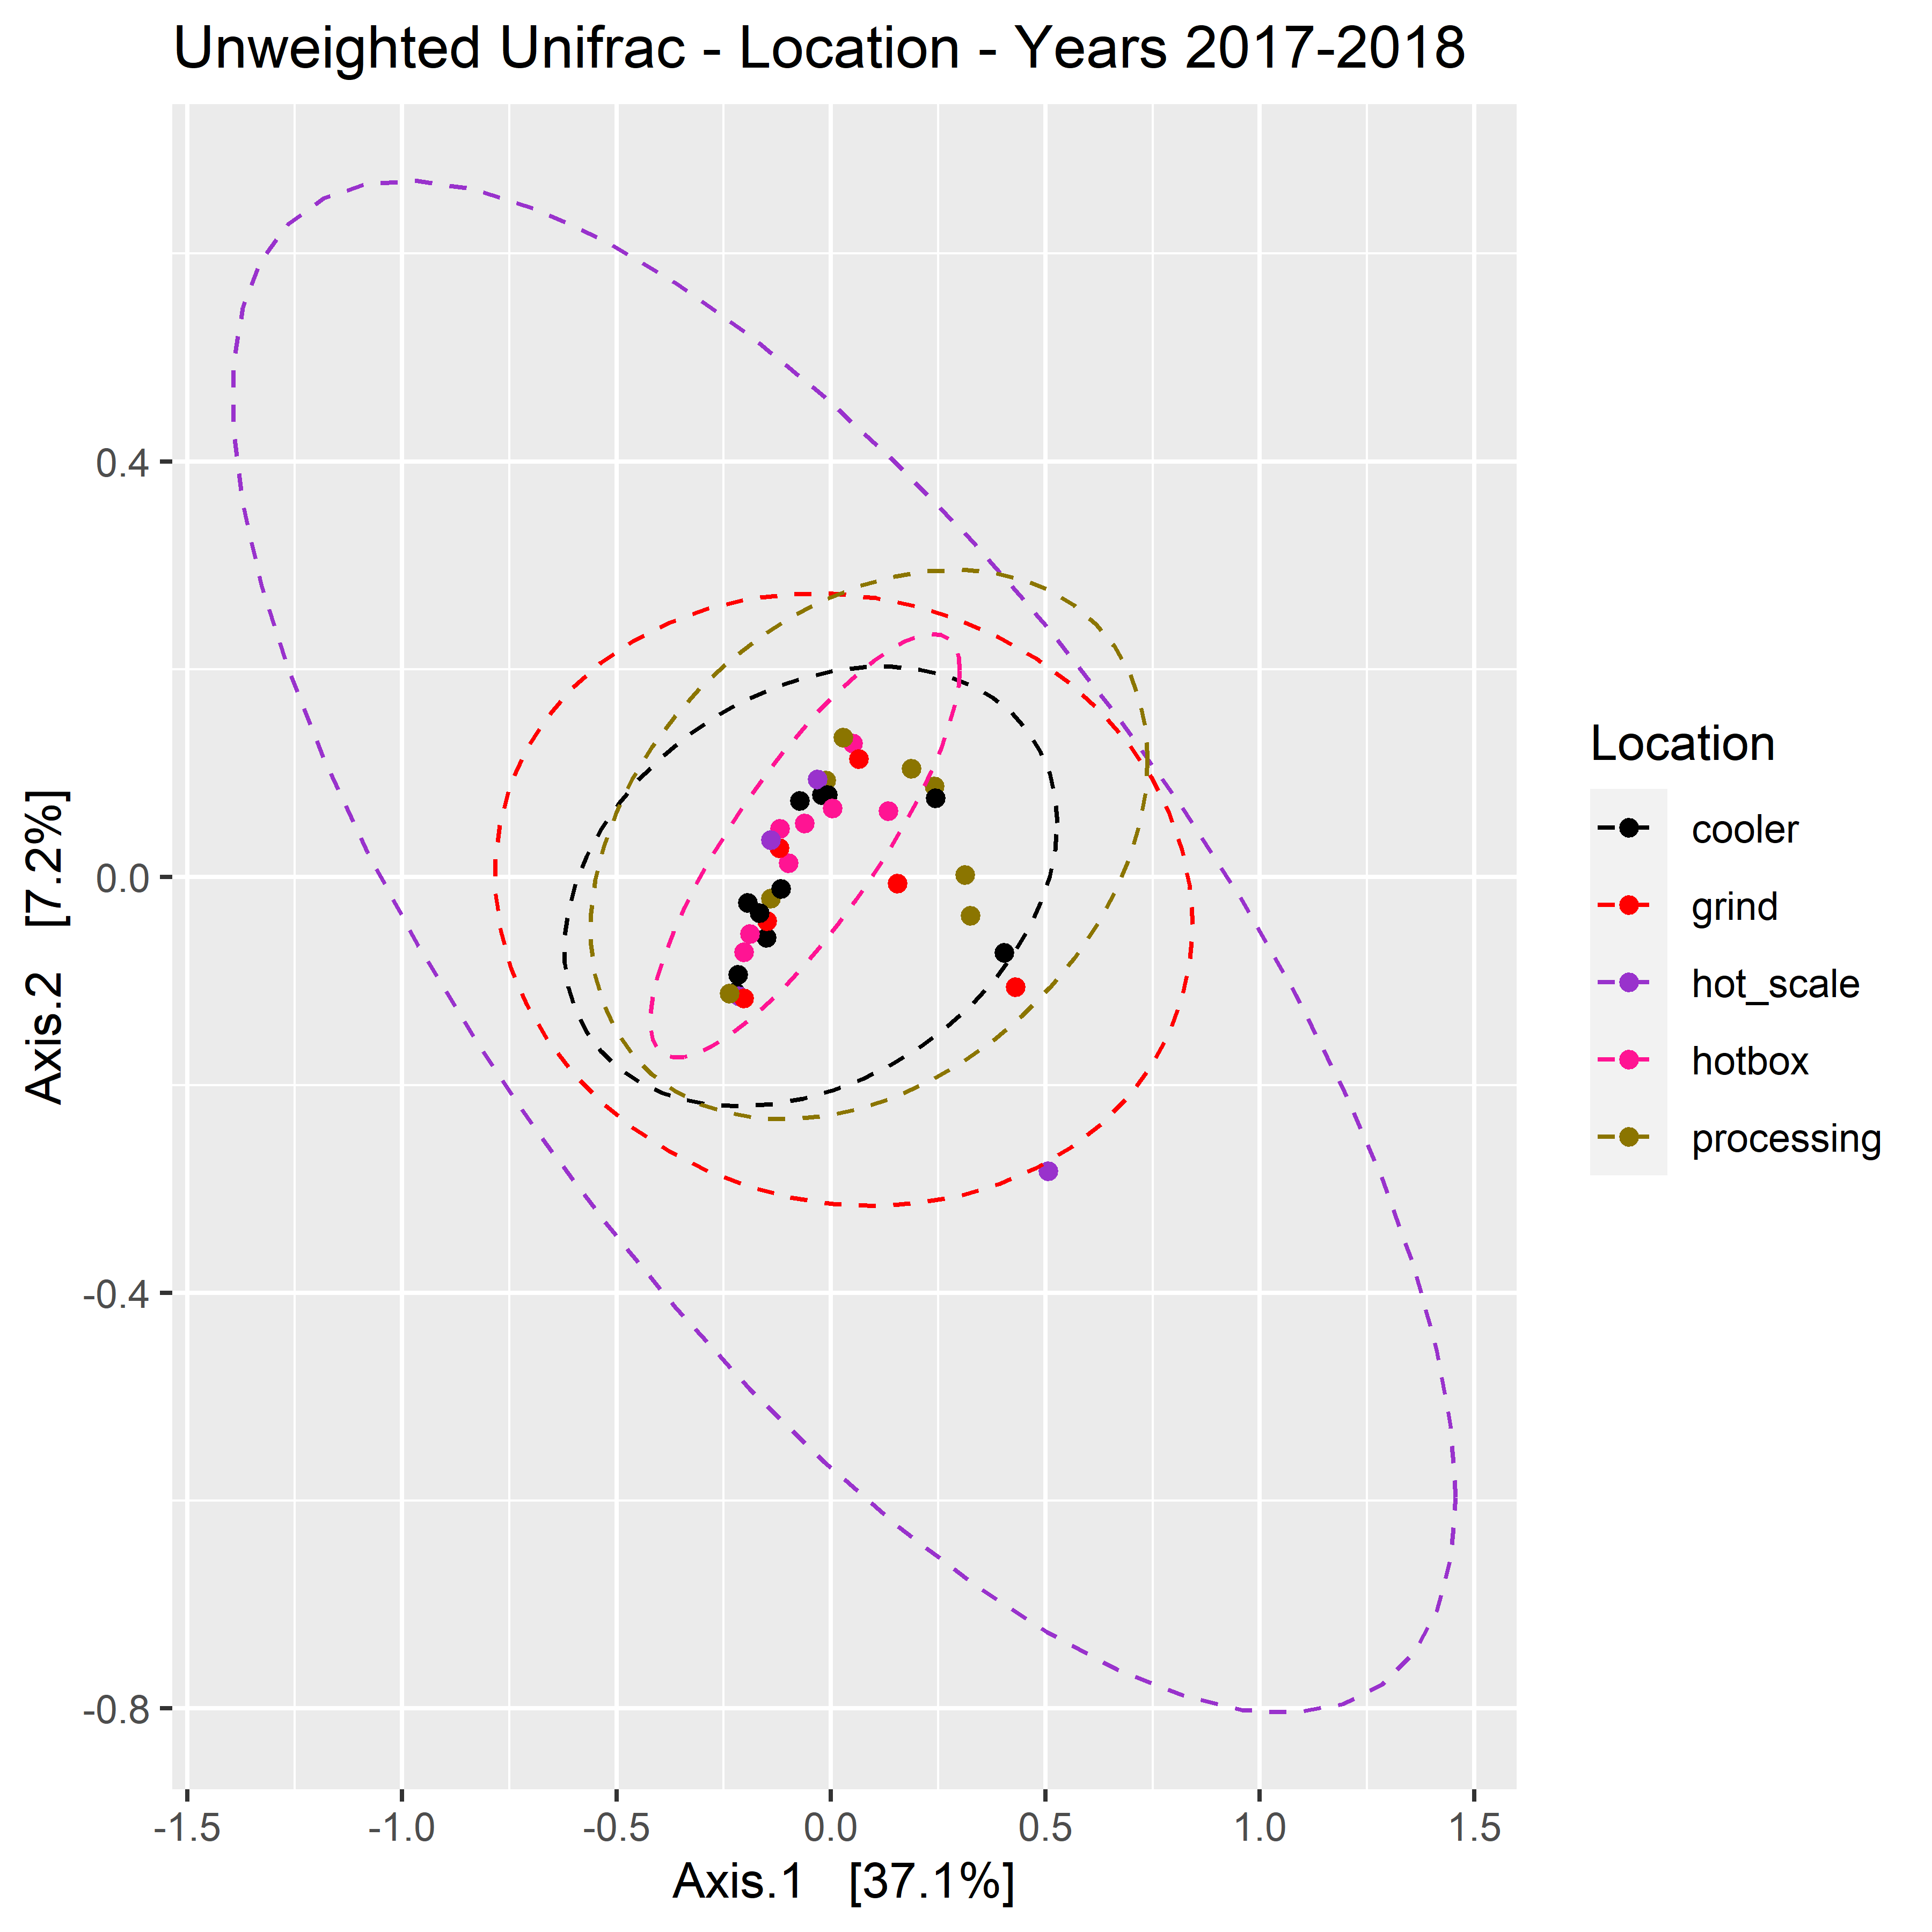 Unweighted Unifrac - Location - Years 2017-2018
Axis.2 [7.2%]
0.4
0.0
-0.4
-0.8
-1.5 -1.0 -0.5 0.0 0.5 1.0 1.5
Axis.1 [37.1%]
Location
cooler
grind
hot_scale
hotbox
processing